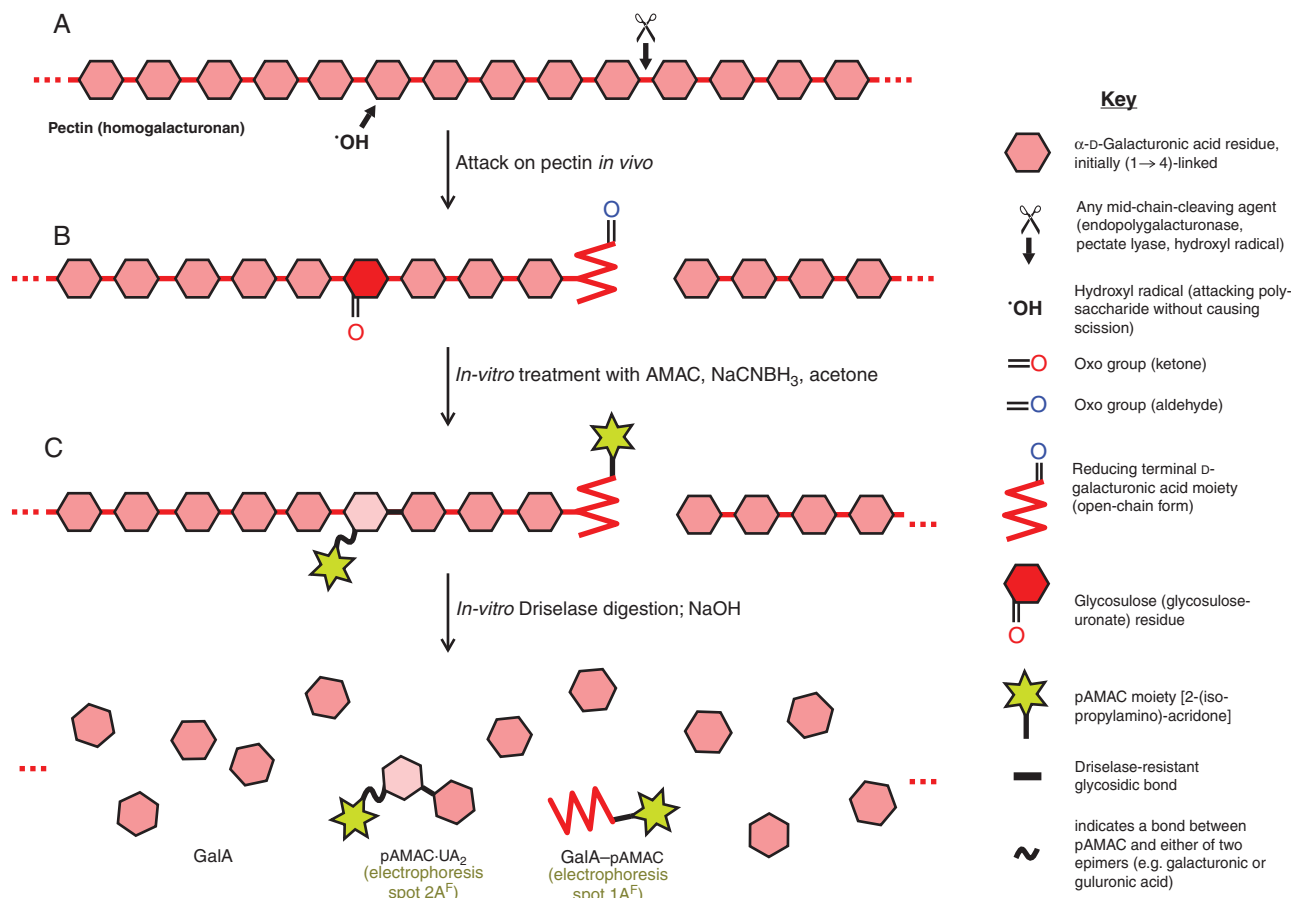 A
Pectin (homogalacturonan)
•OH
Attack on pectin in vivo
B
O
O
In-vitro treatment with AMAC, NaCNBH3, acetone
C
In-vitro Driselase digestion; NaOH
GalA
pAMAC·UA2
(electrophoresis
spot 2AF)
GalA–pAMAC
(electrophoresis
spot 1AF)
Key
α-D-Galacturonic acid residue,
initially (1→ 4)-linked
Any mid-chain-cleaving agent
(endopolygalacturonase,
pectate lyase, hydroxyl radical)
•OH
Hydroxyl radical (attacking poly-
saccharide without causing
scission)
O
Oxo group (ketone)
O
Oxo group (aldehyde)
O
Reducing terminal D-
galacturonic acid moiety
(open-chain form)
Glycosulose (glycosulose-
uronate) residue
O
pAMAC moiety [2-(iso-
propylamino)-acridone]
Driselase-resistant
glycosidic bond
indicates a bond between
pAMAC and either of two
epimers (e.g. galacturonic or
guluronic acid)